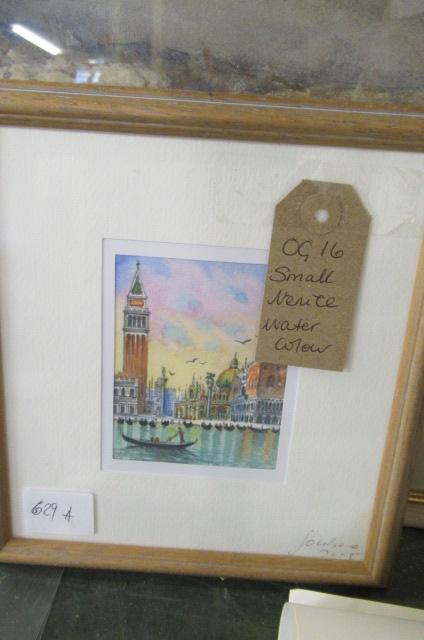 OG 16
Small
Venice
Water
Colour
629 A